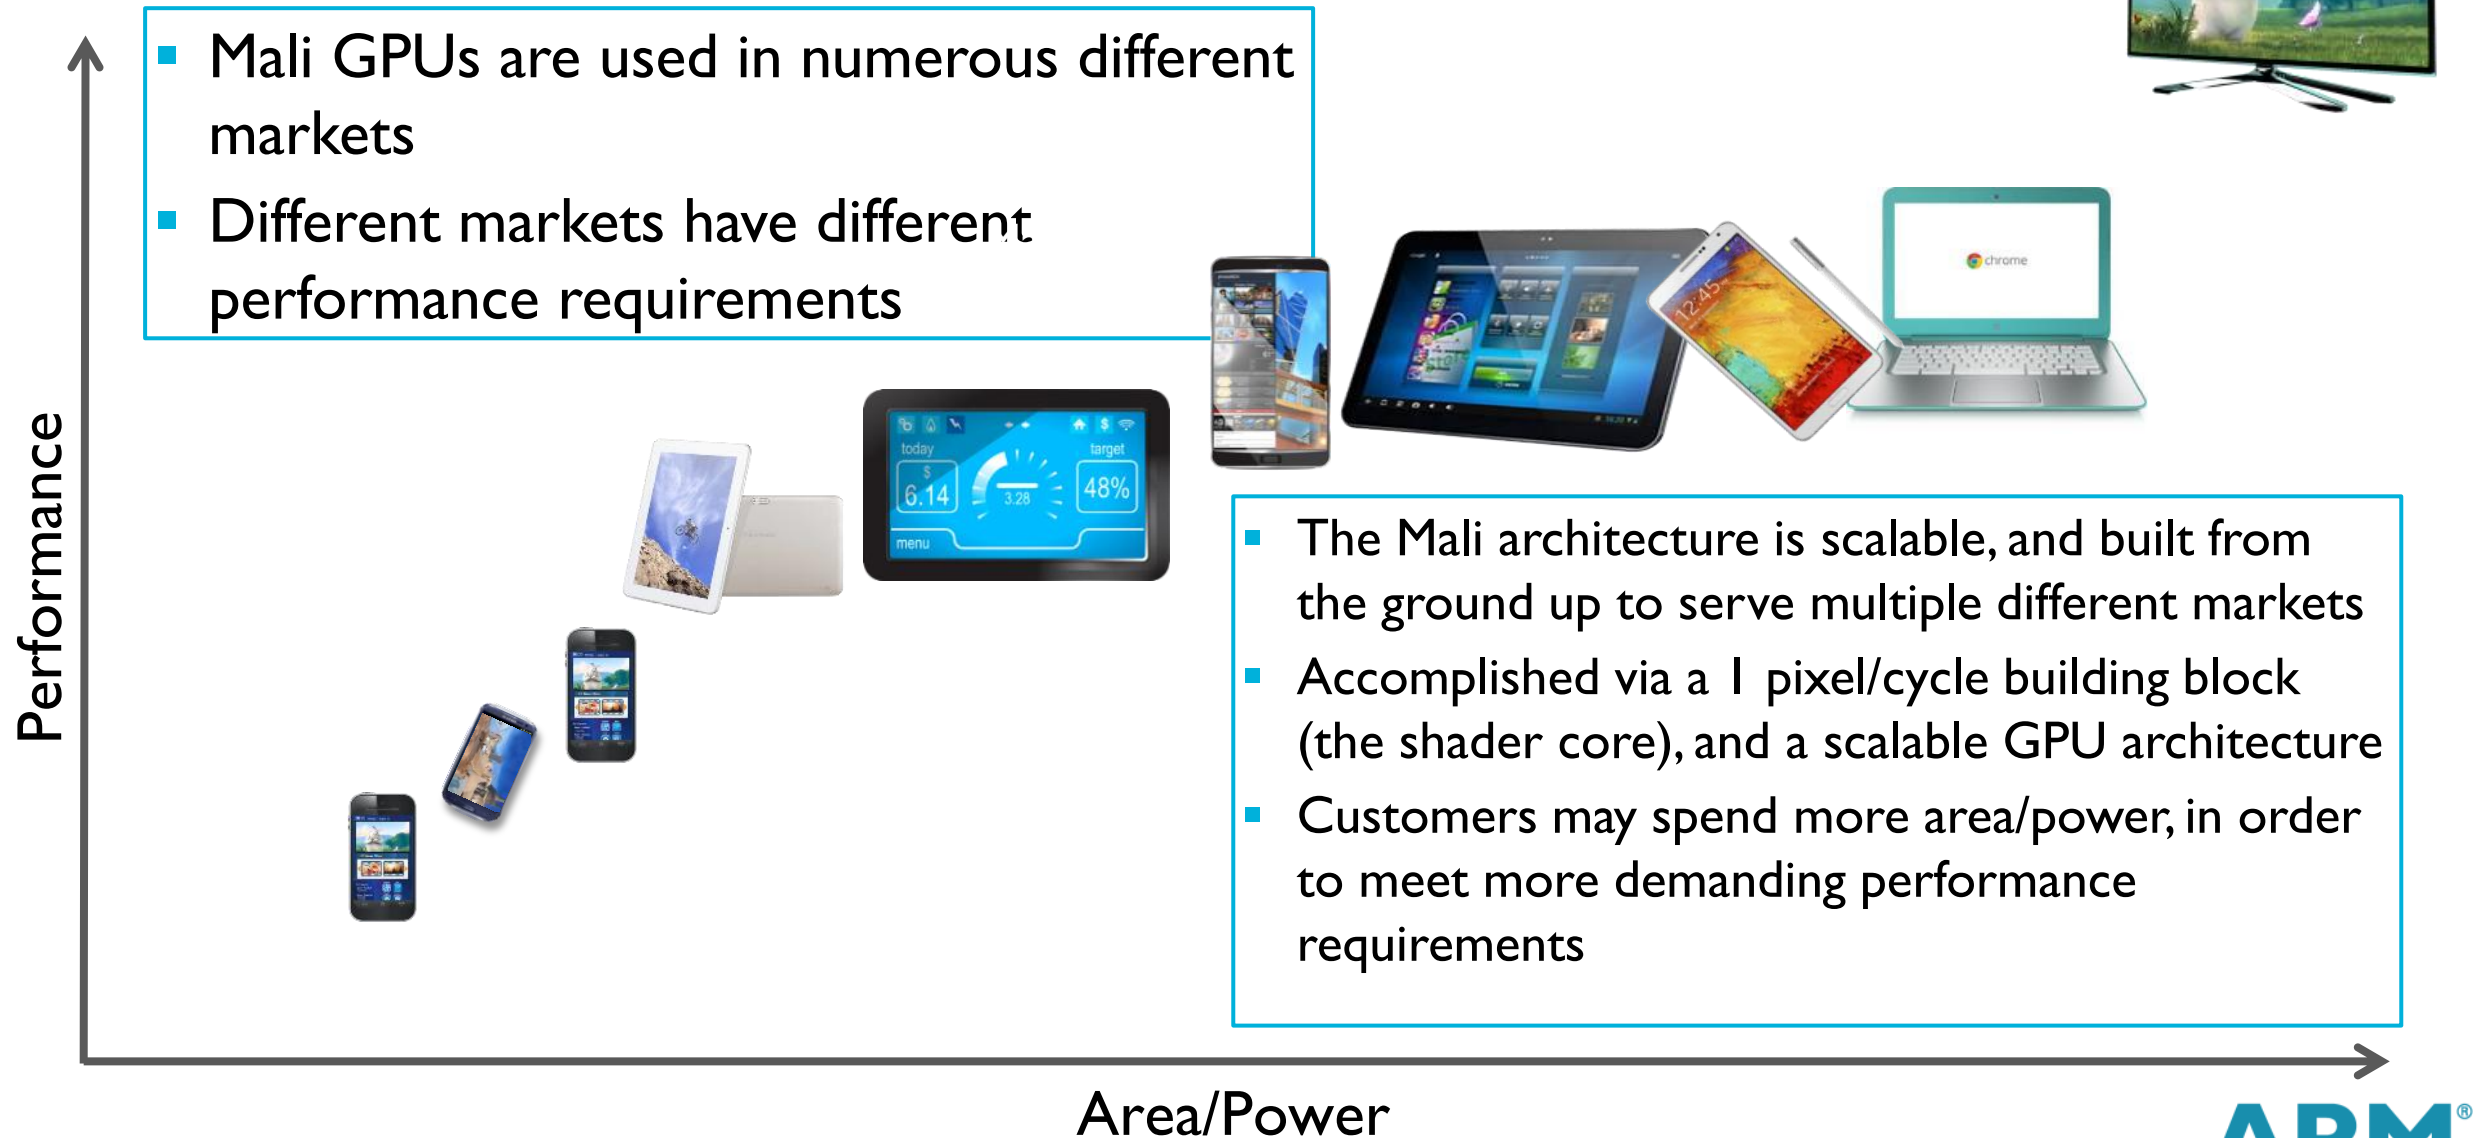 Mali GPUs are used in numerous different
markets
Different markets have different
performance requirements
chrome
12:45
today
target
$
6.14
3.28
48%
menu
Performance
The Mali architecture is scalable, and built from
the ground up to serve multiple different markets
Accomplished via a 1 pixel/cycle building block
(the shader core), and a scalable GPU architecture
Customers may spend more area/power, in order
to meet more demanding performance
requirements
Area/Power
ARM®